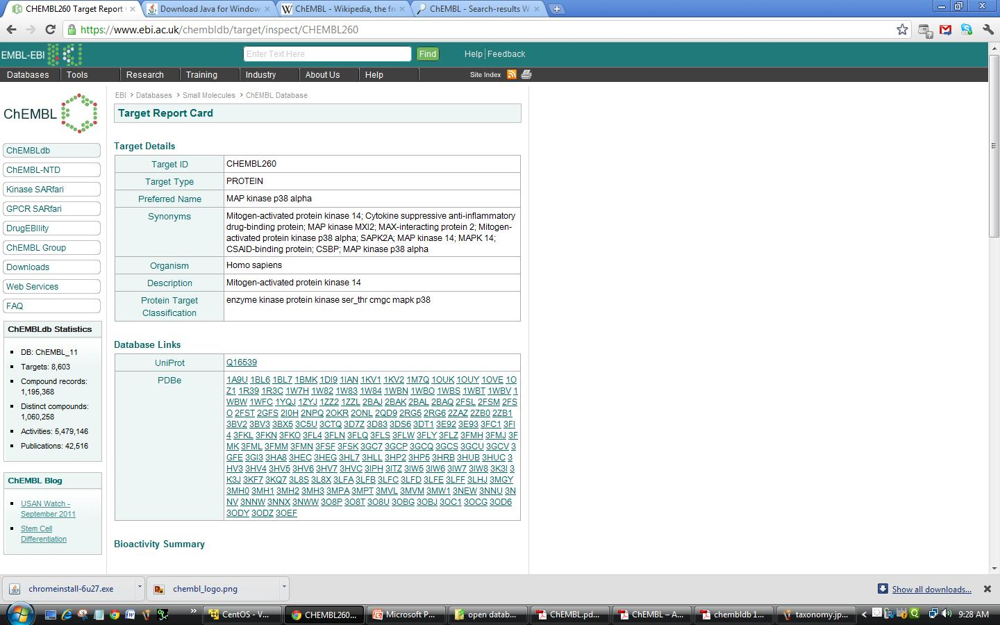 CHEMBL260 Target Report
Download Java for Window
ChEMBL - Wikipedia, the fr
ChEMBL - Search-results W
https://www.ebi.ac.uk/chembldb/target/inspect/CHEMBL260
EMBL-EBI
Enter Text Here
Find
Help
Feedback
Databases
Tools
Research
Training
Industry
About Us
Help
Site Index
ChEMBL
ChEMBLdb
ChEMBL-NTD
Kinase SARfari
GPCR SARfari
DrugEBIlity
ChEMBL Group
Downloads
Web Services
FAQ
ChEMBLdb Statistics
DB: ChEMBL_11
Targets: 8,603
Compound records:
1,195,368
Distinct compounds:
1,060,258
Activities: 5,479,146
Publications: 42,516
ChEMBL Blog
USAN Watch -
September 2011
Stem Cell
Differentiation
EBI > Databases > Small Molecules > ChEMBL Database
Target Report Card
Target Details
Target ID CHEMBL260
Target Type PROTEIN
Preferred Name MAP kinase p38 alpha
Synonyms Mitogen-activated protein kinase 14; Cytokine suppressive anti-inflammatory
drug-binding protein; MAP kinase MXI2; MAX-interacting protein 2; Mitogen-
activated protein kinase p38 alpha; SAPK2A; MAP kinase 14; MAPK 14;
CSAID-binding protein; CSBP; MAP kinase p38 alpha
Organism Homo sapiens
Description Mitogen-activated protein kinase 14
Protein Target enzyme kinase protein kinase ser_thr cmgc mapk p38
Classification
Database Links
UniProt Q16539
PDBe 1A9U 1BL6 1BL7 1BMK 1DI9 1IAN 1KV1 1KV2 1M7Q 1OUK 1OUY 1OVE 1O
Z1 1R39 1R3C 1W7H 1W82 1W83 1W84 1WBN 1WBO 1WBS 1WBT 1WBV 1
WBW 1WFC 1YQJ 1ZYJ 1ZZ2 1ZZL 2BAJ 2BAK 2BAL 2BAQ 2FSL 2FSM 2FS
O 2FST 2GFS 2I0H 2NPQ 2OKR 2ONL 2QD9 2RG5 2RG6 2ZAZ 2ZB0 2ZB1
3BV2 3BV3 3BX5 3C5U 3CTQ 3D7Z 3D83 3DS6 3DT1 3E92 3E93 3FC1 3FI
4 3FKL 3FKN 3FKO 3FL4 3FLN 3FLQ 3FLS 3FLW 3FLY 3FLZ 3FMH 3FMJ 3F
MK 3FML 3FMM 3FMN 3FSF 3FSK 3GC7 3GCP 3GCQ 3GCS 3GCU 3GCV 3
GFE 3GI3 3HA8 3HEC 3HEG 3HL7 3HLL 3HP2 3HP5 3HRB 3HUB 3HUC 3
HV3 3HV4 3HV5 3HV6 3HV7 3HVC 3IPH 3ITZ 3IW5 3IW6 3IW7 3IW8 3K3I 3
K3J 3KF7 3KQ7 3L8S 3L8X 3LFA 3LFB 3LFC 3LFD 3LFE 3LFF 3LHJ 3MGY
3MH0 3MH1 3MH2 3MH3 3MPA 3MPT 3MVL 3MVM 3MW1 3NEW 3NNU 3N
NV 3NNW 3NNX 3NWW 3O8P 3O8T 3O8U 3OBG 3OBJ 3OC1 3OCG 3OD6
3ODY 3ODZ 3OEF
Bioactivity Summary
chromeinstall-6u27.exe
chembl_logo.png
Show all downloads...
CentOS - V...
CHEMBL260...
Microsoft P...
open datab...
ChEMBL.pd...
ChEMBL – A...
chembldb 1...
taxonomy.jp...
9:28 AM